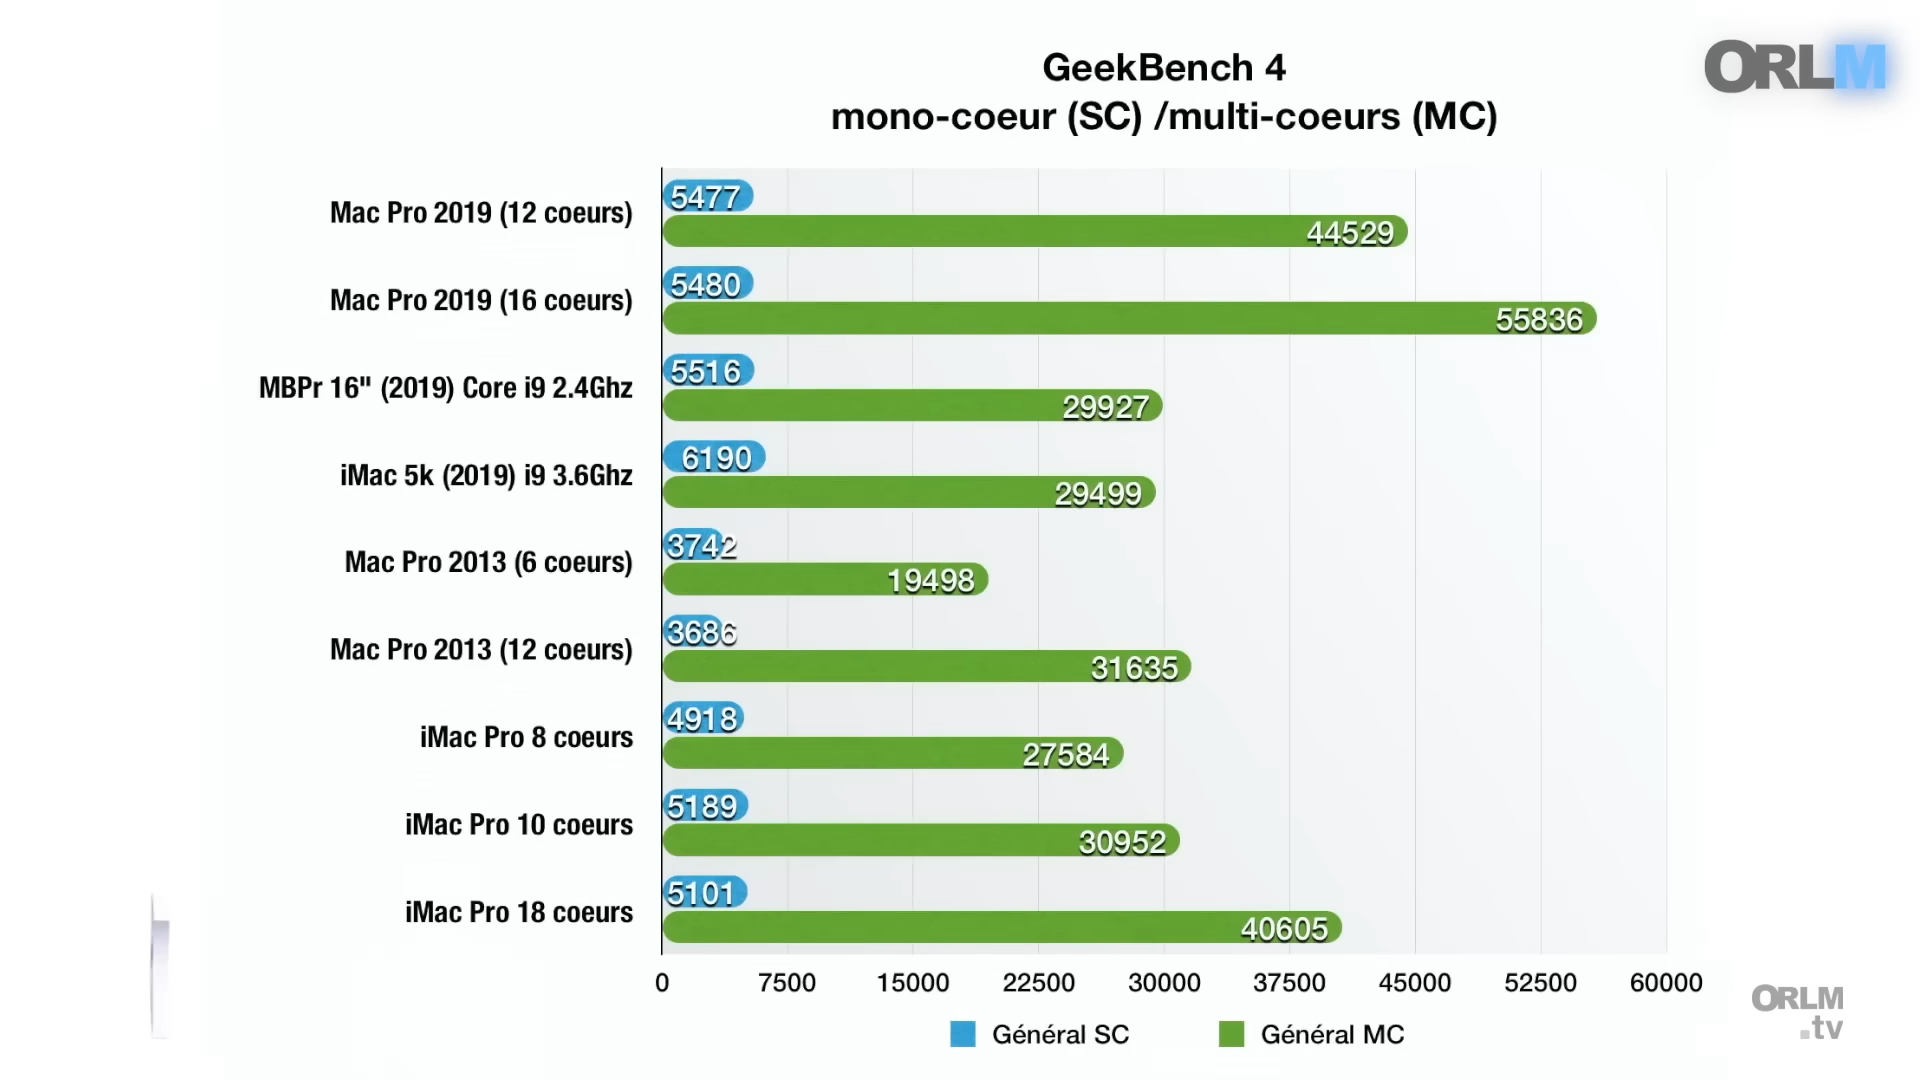 ORLM
GeekBench 4
mono-coeur (SC) /multi-coeurs (MC)
Mac Pro 2019 (12 coeurs)
5477
44529
Mac Pro 2019 (16 coeurs)
5480
55836
MBPr 16" (2019) Core i9 2.4Ghz
5516
29927
iMac 5k (2019) i9 3.6Ghz
6190
29499
Mac Pro 2013 (6 coeurs)
3742
19498
Mac Pro 2013 (12 coeurs)
3686
31635
iMac Pro 8 coeurs
4918
27584
iMac Pro 10 coeurs
5189
30952
iMac Pro 18 coeurs
5101
40605
0 7500 15000 22500 30000 37500 45000 52500 60000
Général SC Général MC
ORLM
.tv